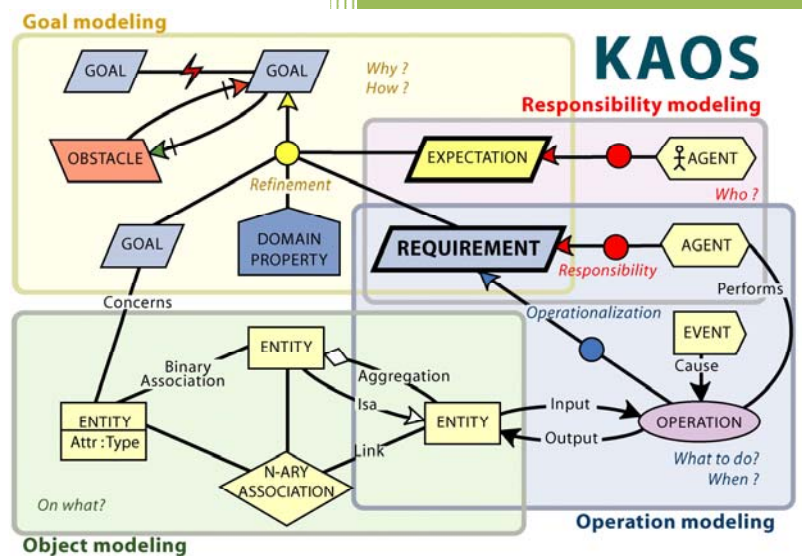 Goal modeling
KAOS
GOAL
GOAL
Why ?
How ?
Responsibility modeling
OBSTACLE
EXPECTATION
AGENT
Refinement
Who ?
GOAL
DOMAIN
PROPERTY
REQUIREMENT
AGENT
Responsibility
Concerns
Performs
Operationalization
EVENT
ENTITY
Binary
Association
Aggregation
Cause
Isa
ENTITY
Attr :Type
ENTITY
Input
OPERATION
Output
Link
N-ARY
ASSOCIATION
What to do?
When ?
On what?
Operation modeling
Object modeling